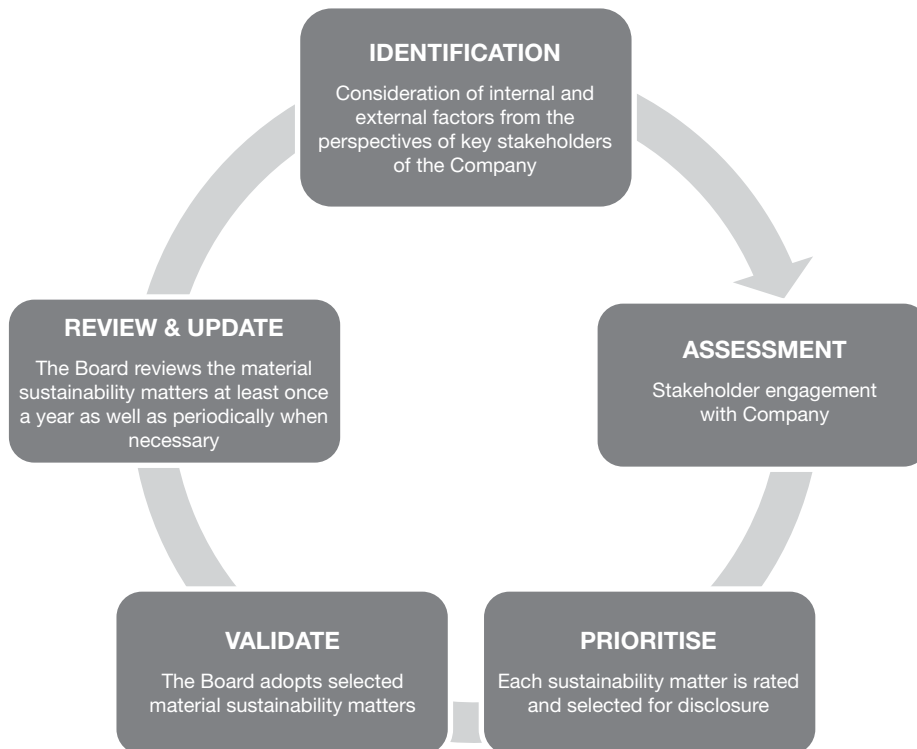 IDENTIFICATION
Consideration of internal and
external factors from the
perspectives of key stakeholders
of the Company
ASSESSMENT
Stakeholder engagement
with Company
PRIORITISE
Each sustainability matter is rated
and selected for disclosure
VALIDATE
The Board adopts selected
material sustainability matters
REVIEW & UPDATE
The Board reviews the material
sustainability matters at least once
a year as well as periodically when
necessary